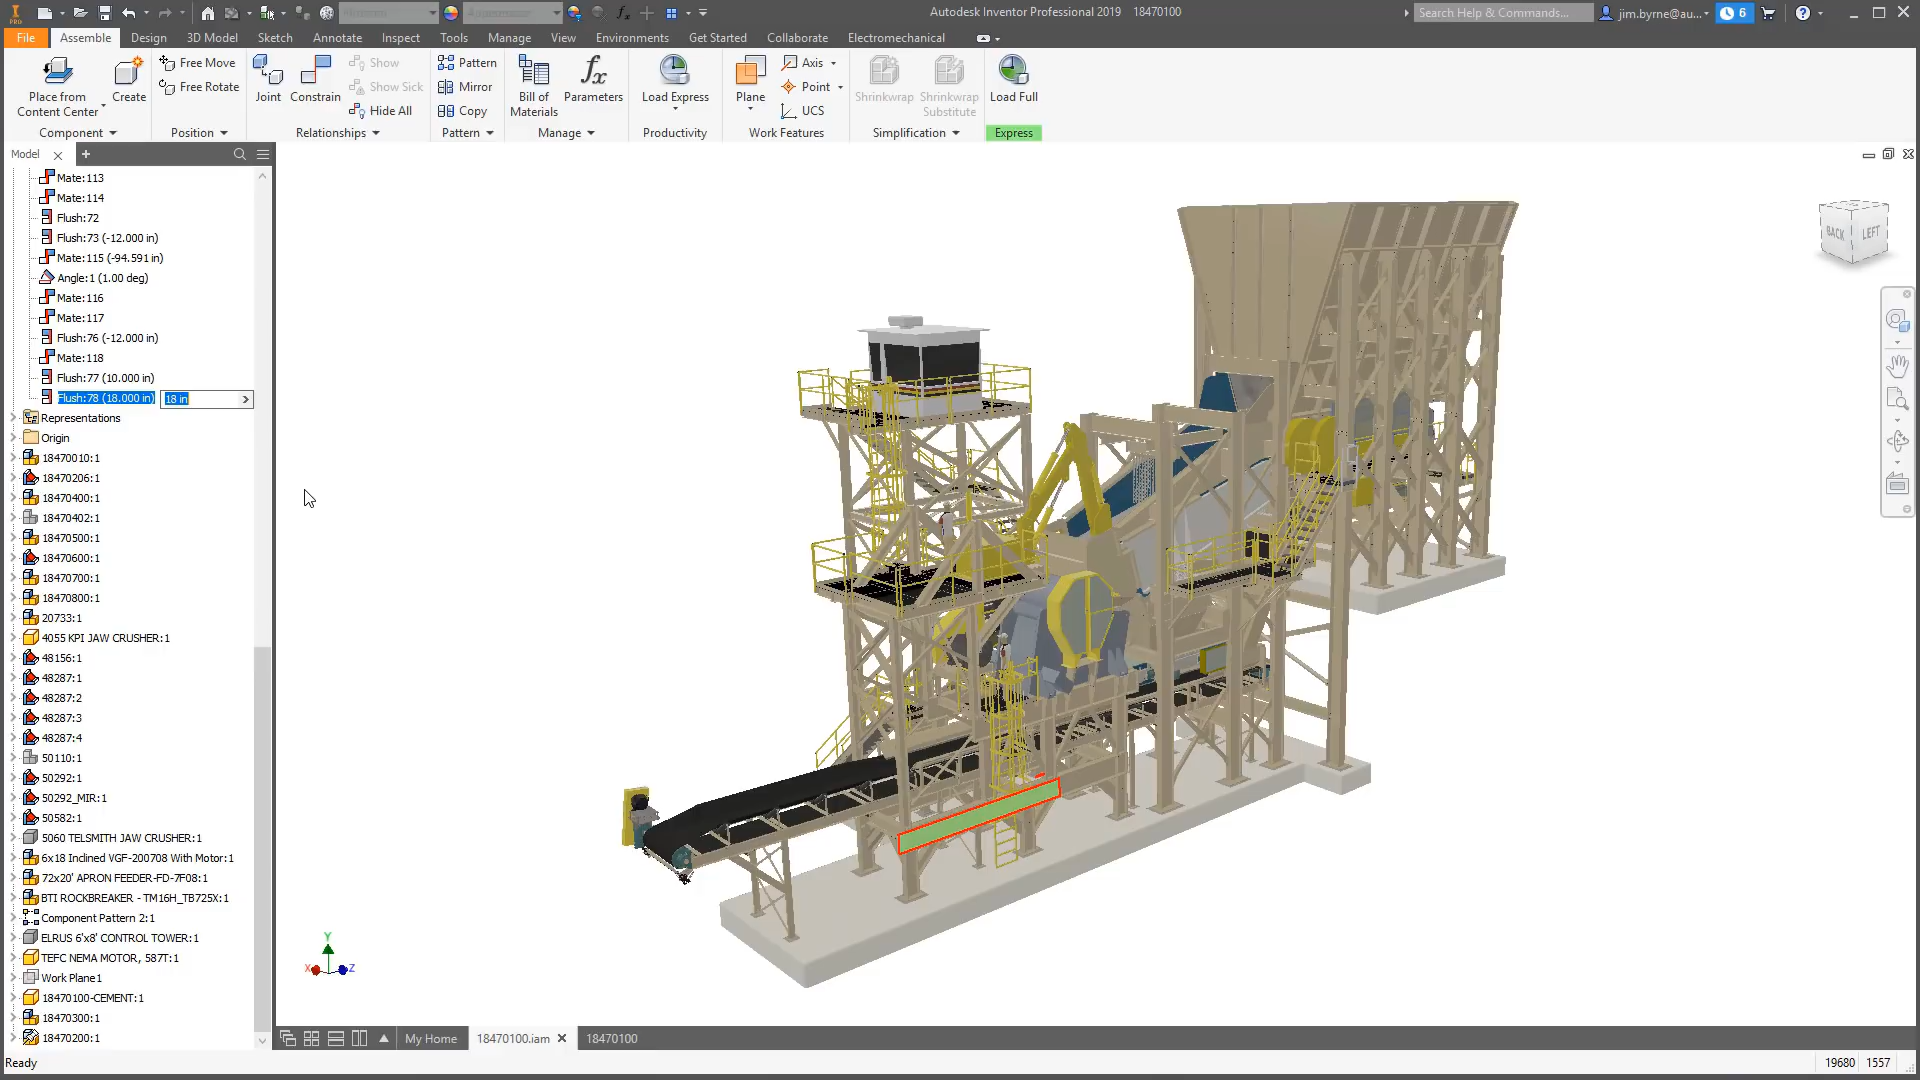 PRO
Autodesk Inventor Professional 2019   18470100
Search Help & Commands...
jim.byrne@au...
6
File
Assemble
Design
3D Model
Sketch
Annotate
Inspect
Tools
Manage
View
Environments
Get Started
Collaborate
Electromechanical
Place from Content Center
Create
Free Move
Free Rotate
Joint
Constrain
Show
Show Sick
Hide All
Pattern
Mirror
Copy
Bill of Materials
fx
Parameters
Load Express
Plane
Axis
Point
UCS
Shrinkwrap
Shrinkwrap Substitute
Load Full
Component
Position
Relationships
Pattern
Manage
Productivity
Work Features
Simplification
Express
Model
Mate:113
Mate:114
Flush:72
Flush:73 (-12.000 in)
Mate:115 (-94.591 in)
Angle:1 (1.00 deg)
Mate:116
Mate:117
Flush:76 (-12.000 in)
Mate:118
Flush:77 (10.000 in)
Flush:78 (18.000 in)
18 in
Representations
Origin
18470010:1
18470206:1
18470400:1
18470402:1
18470500:1
18470600:1
18470700:1
18470800:1
20733:1
4055 KPI JAW CRUSHER:1
48156:1
48287:1
48287:2
48287:3
48287:4
50110:1
50292:1
50292_MIR:1
50582:1
5060 TELSMITH JAW CRUSHER:1
6x18 Inclined VGF-200708 With Motor:1
72x20' APRON FEEDER-FD-7F08:1
BTI ROCKBREAKER - TM16H_TB725X:1
Component Pattern 2:1
ELRUS 6'x8' CONTROL TOWER:1
TEFC NEMA MOTOR, 587T:1
Work Plane1
18470100-CEMENT:1
18470300:1
18470200:1
BACK
LEFT
Y
X
Z
My Home
18470100.iam
18470100
Ready
19680
1557